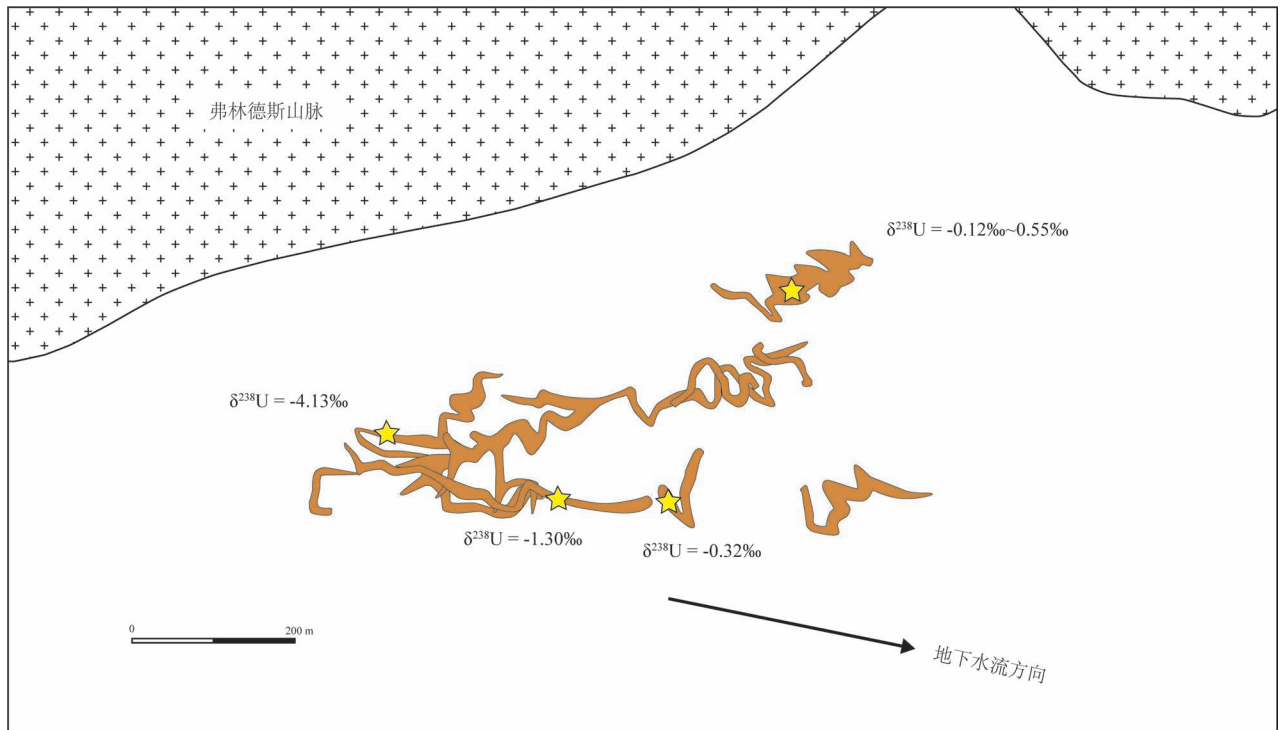 弗林德斯山脉
δ²³⁸U = -0.12‰~0.55‰
δ²³⁸U = -4.13‰
δ²³⁸U = -1.30‰
δ²³⁸U = -0.32‰
0 200 m
地下水流方向